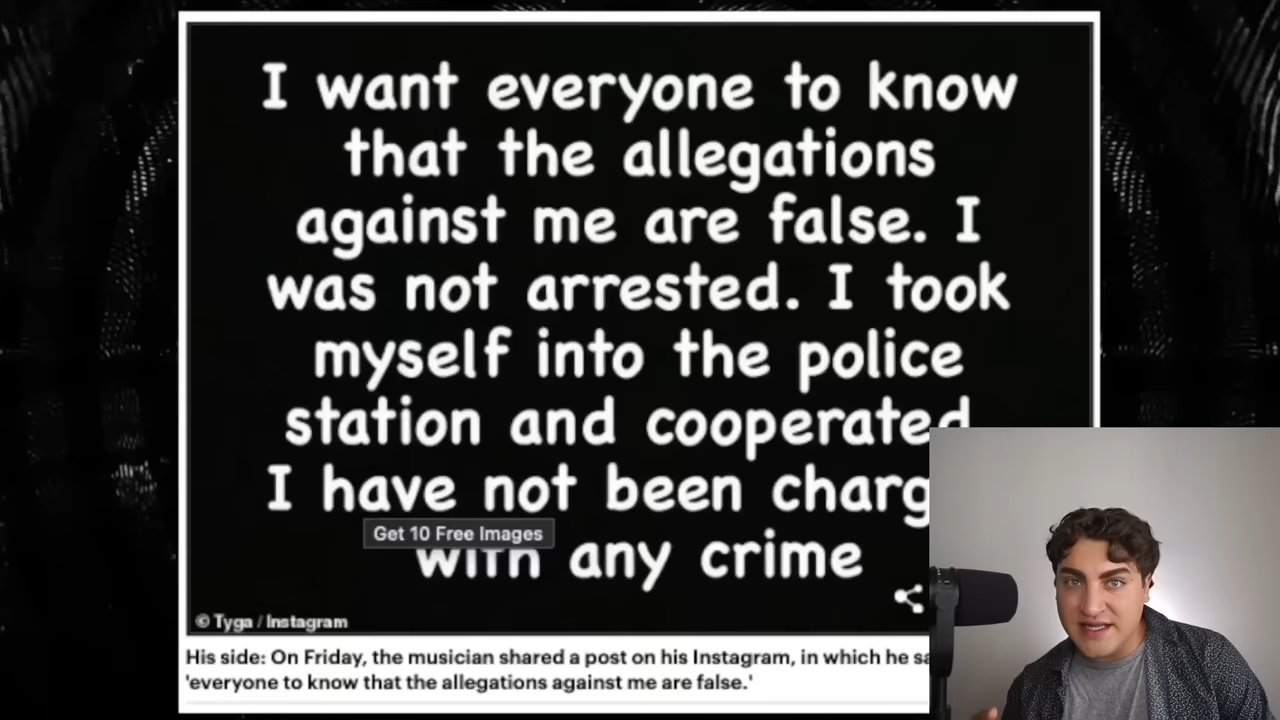 I want everyone to know
that the allegations
against me are false. I
was not arrested. I took
myself into the police
station and cooperated
I have not been charg
Get 10 Free Images
with any crime
© Tyga / Instagram
His side: On Friday, the musician shared a post on his Instagram, in which he sa
'everyone to know that the allegations against me are false.'